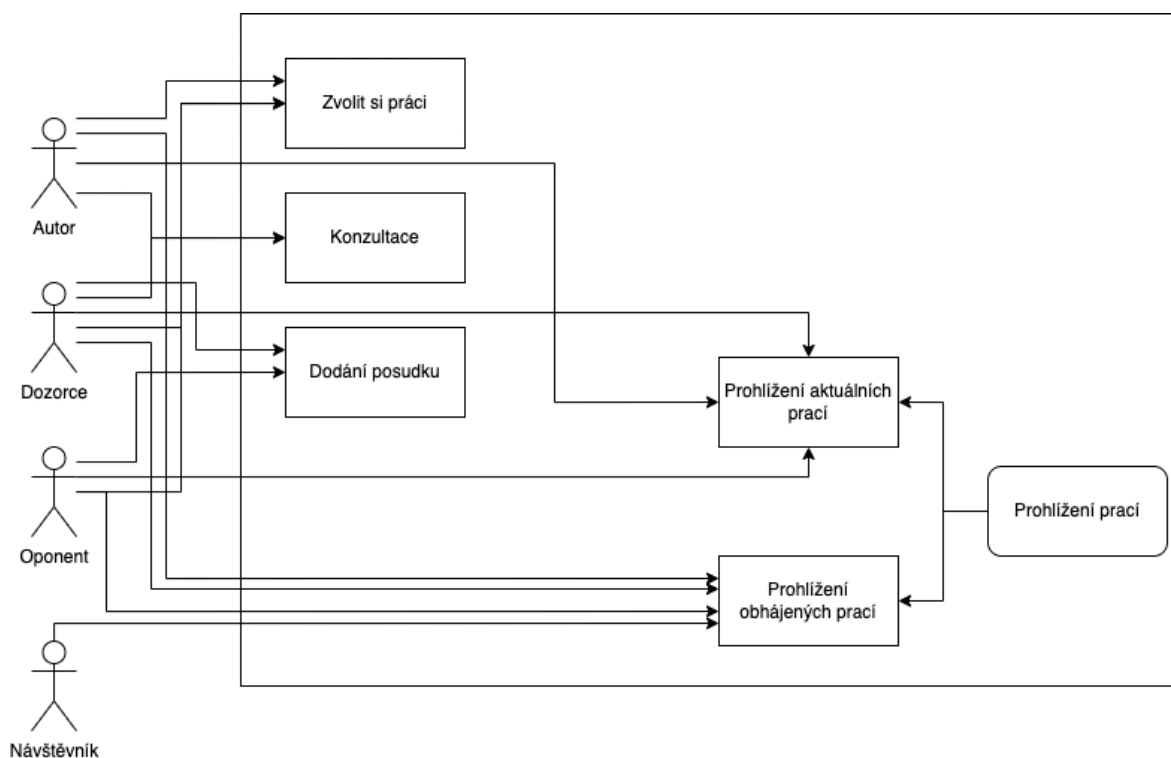 Zvolit si práci
Autor
Konzultace
Dozorce
Dodání posudku
Prohlížení aktuálních
prací
Prohlížení prací
Oponent
Prohlížení
obhájených prací
Návštěvník